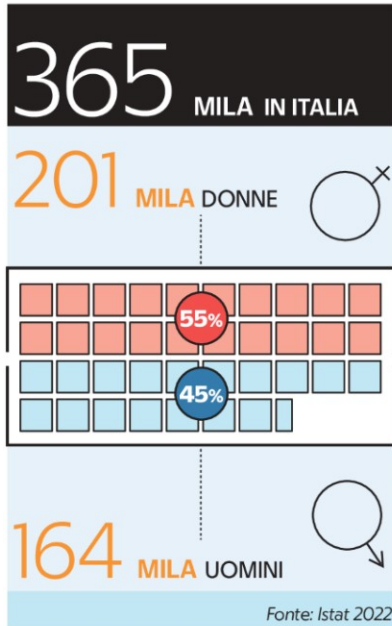 365 MILA IN ITALIA
201 MILA DONNE
55%
45%
164 MILA UOMINI
Fonte: Istat 2022